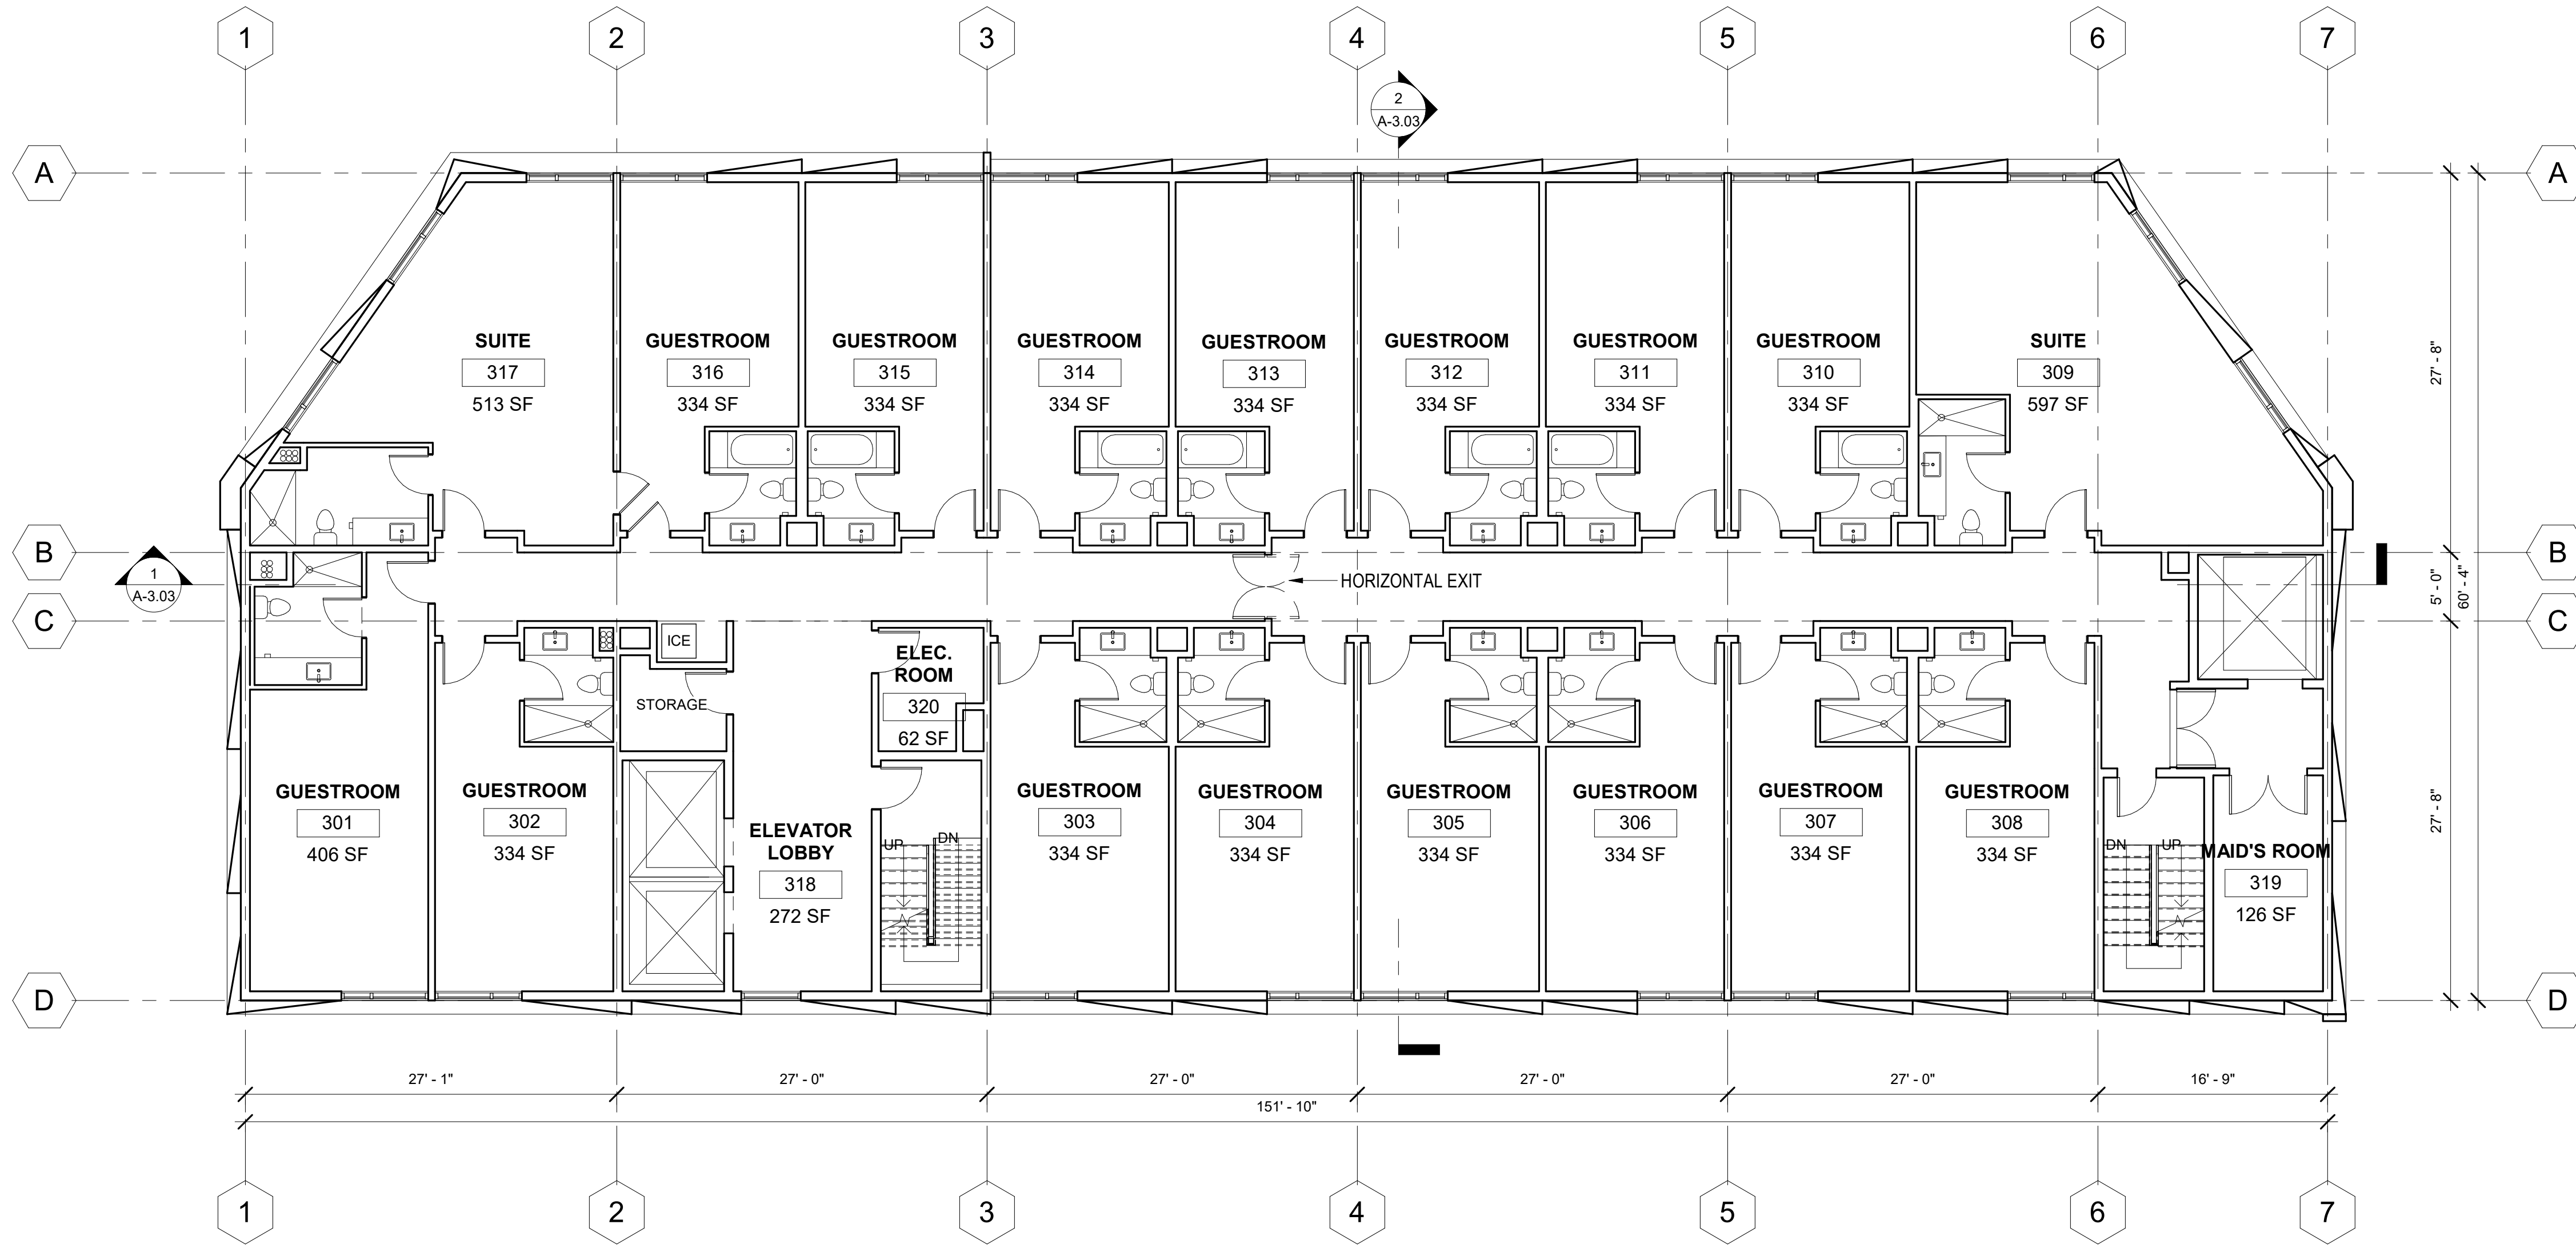 1 2 3 4 5 6 7
2
A-3.03
A A
27' - 8"
SUITE
317
513 SF
GUESTROOM
316
334 SF
GUESTROOM
315
334 SF
GUESTROOM
314
334 SF
GUESTROOM
313
334 SF
GUESTROOM
312
334 SF
GUESTROOM
311
334 SF
GUESTROOM
310
334 SF
SUITE
309
597 SF
B B
1
A-3.03
HORIZONTAL EXIT
5' - 0"
60' - 4"
C C
ICE
STORAGE
ELEC.
ROOM
320
62 SF
GUESTROOM
301
406 SF
GUESTROOM
302
334 SF
ELEVATOR
LOBBY
318
272 SF
UP
DN
GUESTROOM
303
334 SF
GUESTROOM
304
334 SF
GUESTROOM
305
334 SF
GUESTROOM
306
334 SF
GUESTROOM
307
334 SF
GUESTROOM
308
334 SF
DN
UP
MAID'S ROOM
319
126 SF
27' - 8"
D D
27' - 1" 27' - 0" 27' - 0" 27' - 0" 27' - 0" 16' - 9"
151' - 10"
1 2 3 4 5 6 7